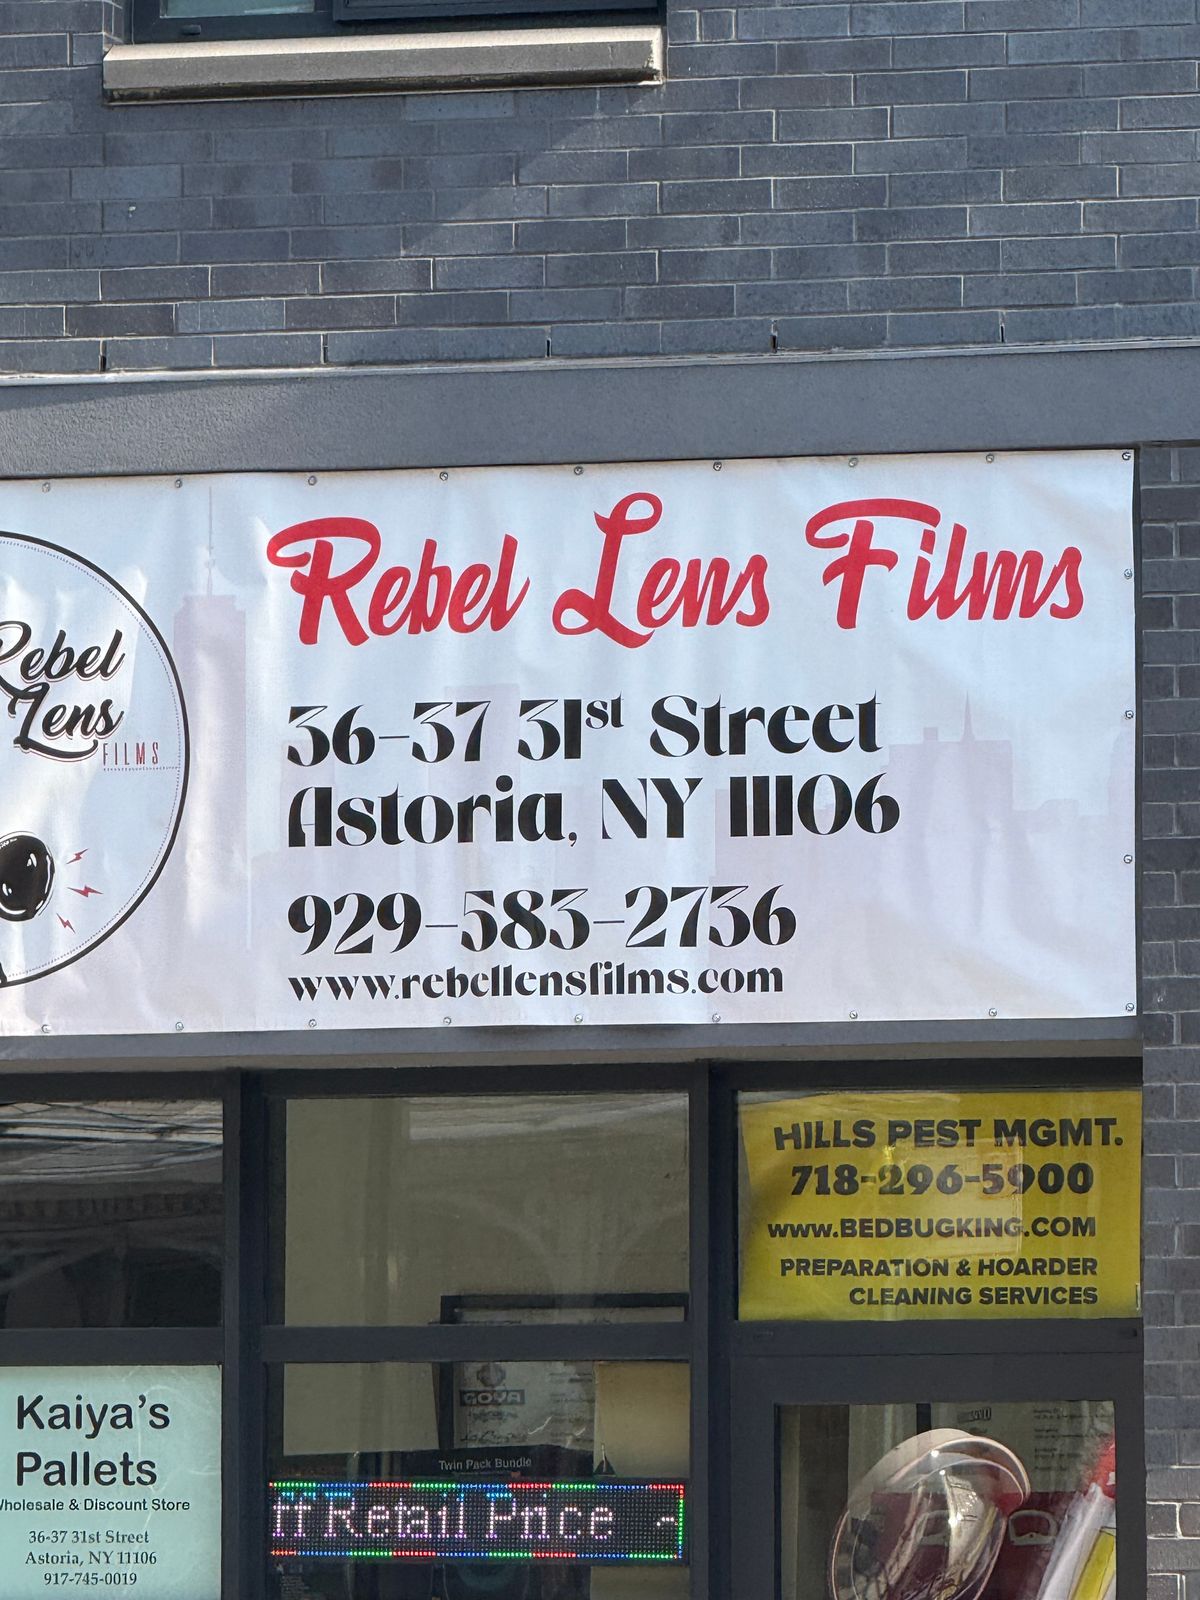 Rebel
Lens
FILMS
Rebel Lens Films
36-37 31st Street
Astoria, NY 11106
929-583-2736
www.rebellensfilms.com
HILLS PEST MGMT.
718-296-5900
www.BEDBUGKING.COM
PREPARATION & HOARDER
CLEANING SERVICES
Kaiya's
Pallets
Wholesale & Discount Store
36-37 31st Street
Astoria, NY 11106
917-745-0019
GOYA
Twin Pack Bundle
ff Retail Price -